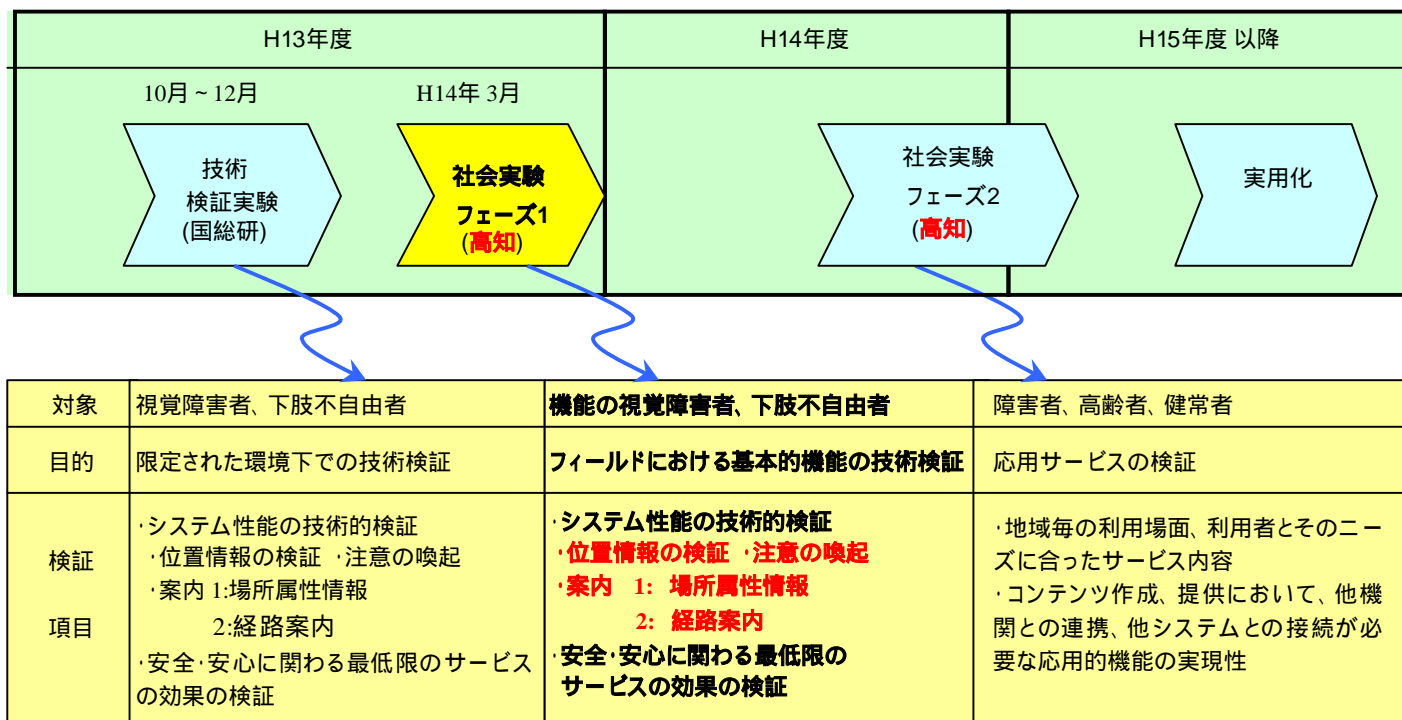 H13年度
H14年度
H15年度 以降
10月 ~ 12月
H14年 3月
技術
検証実験
(国総研)
社会実験
フェーズ1
(高知)
社会実験
フェーズ2
(高知)
実用化
対象
視覚障害者、下肢不自由者
機能の視覚障害者、下肢不自由者
障害者、高齢者、健常者
目的
限定された環境下での技術検証
フィールドにおける基本的機能の技術検証
応用サービスの検証
検証
項目
・システム性能の技術的検証
・位置情報の検証 ・注意の喚起
・案内 1:場所属性情報
2:経路案内
・安全・安心に関わる最低限のサービス
の効果の検証
・システム性能の技術的検証
・位置情報の検証 ・注意の喚起
・案内 1: 場所属性情報
2: 経路案内
・安全・安心に関わる最低限の
サービスの効果の検証
・地域毎の利用場面、利用者とそのニー
ズに合ったサービス内容
・コンテンツ作成、提供において、他機
関との連携、他システムとの接続が必
要な応用的機能の実現性